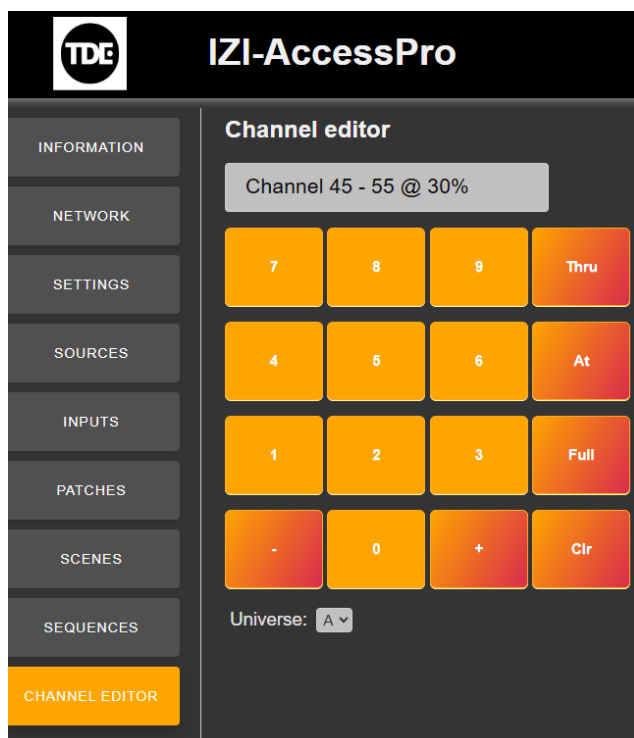 TDE
IZI-AccessPro
INFORMATION
NETWORK
SETTINGS
SOURCES
INPUTS
PATCHES
SCENES
SEQUENCES
CHANNEL EDITOR
Channel editor
Channel 45 - 55 @ 30%
7 8 9 Thru
4 5 6 At
1 2 3 Full
- 0 + Clr
Universe: A